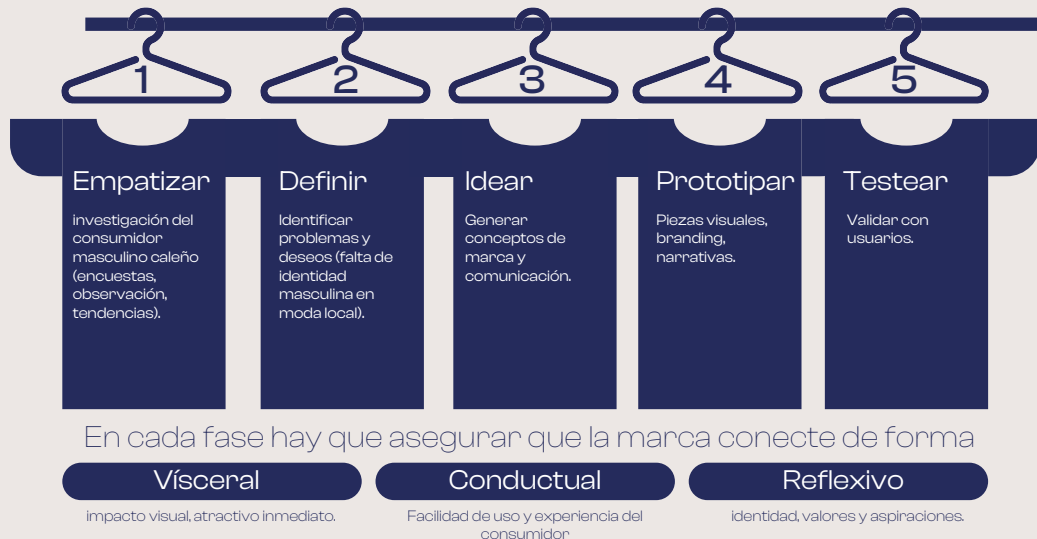 1
2
3
4
5
Empatizar
investigación del
consumidor
masculino caleño
(encuestas,
observación,
tendencias).
Definir
Identificar
problemas y
deseos (falta de
identidad
masculina en
moda local).
Idear
Generar
conceptos de
marca y
comunicación.
Prototipar
Piezas visuales,
branding,
narrativas.
Testear
Validar con
usuarios.
En cada fase hay que asegurar que la marca conecte de forma
Vísceral
impacto visual, atractivo inmediato.
Conductual
Facilidad de uso y experiencia del
consumidor
Reflexivo
identidad, valores y aspiraciones.